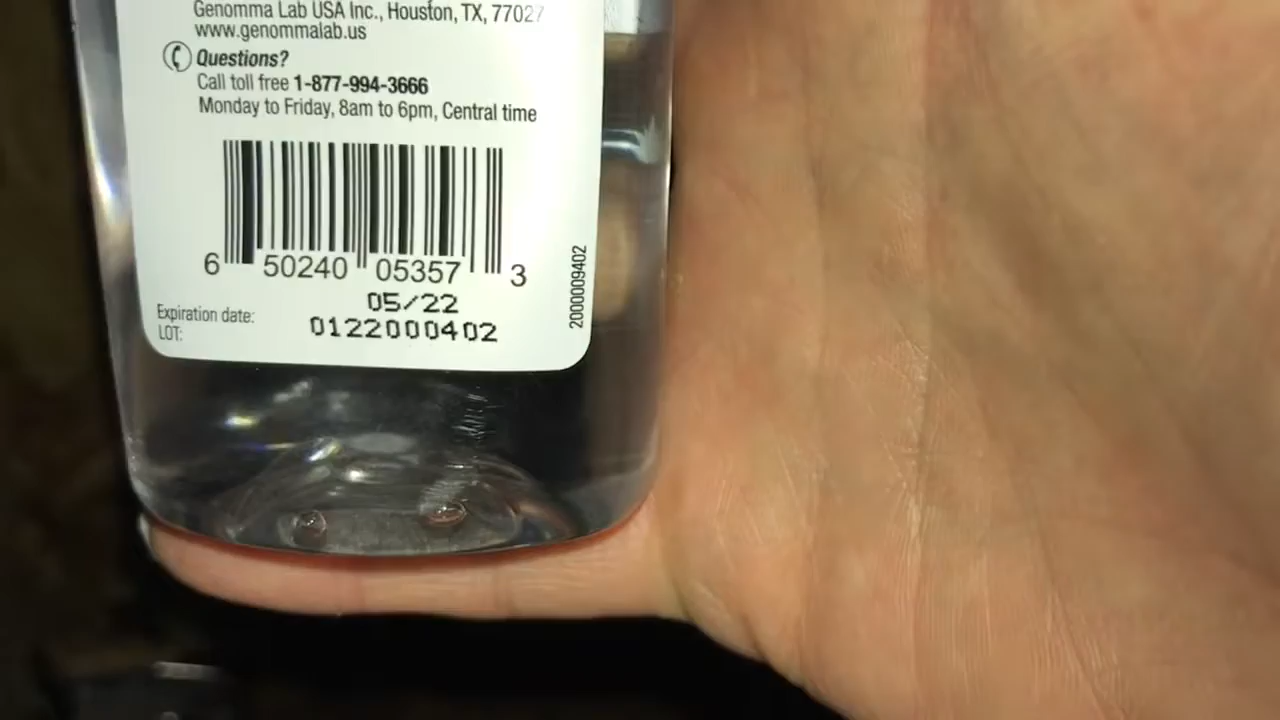 Genomma Lab USA Inc., Houston, TX, 77027
www.genommalab.us
Questions?
Call toll free 1-877-994-3666
Monday to Friday, 8am to 6pm, Central time
6 50240 05357 3
05/22
Expiration date:
0122000402
LOT:
2000009402